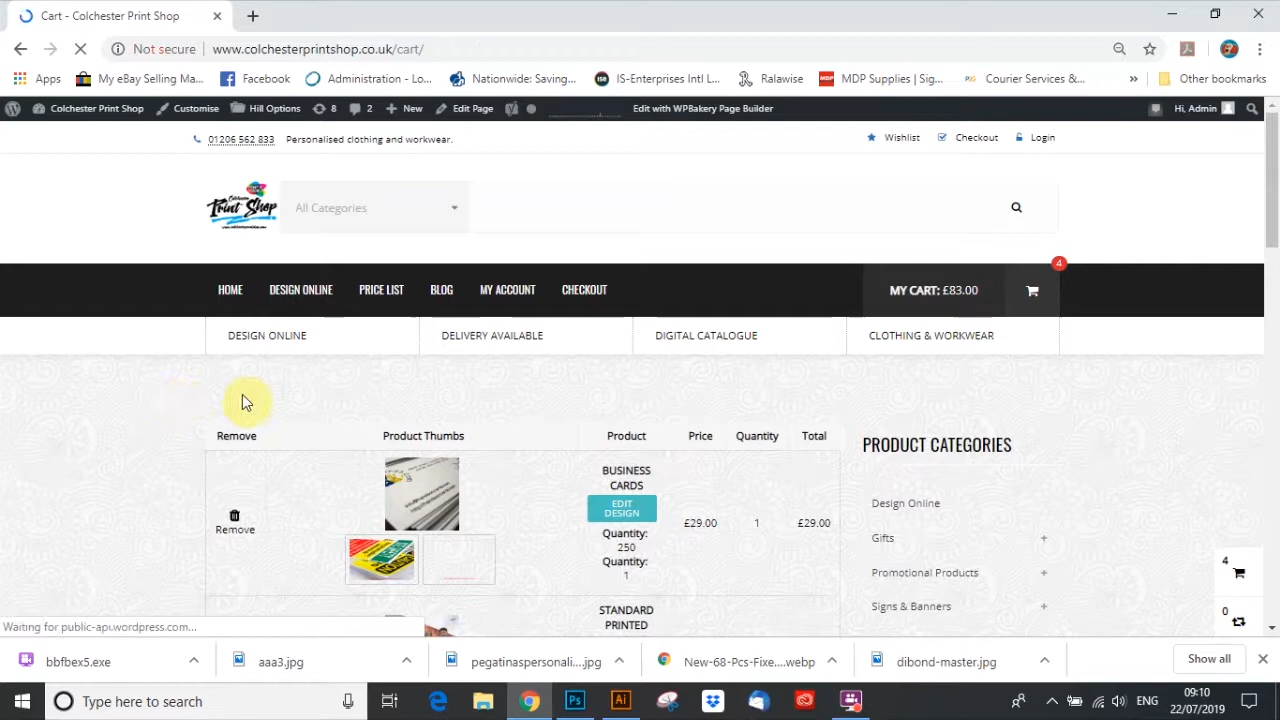 Cart - Colchester Print Shop
Not secure | www.colchesterprintshop.co.uk/cart/
Apps My eBay Selling Ma... Facebook Administration - Lo... Nationwide: Saving... IS-Enterprises Intl L... Ralawise MDP Supplies | Sig... Courier Services &... » Other bookmarks
Colchester Print Shop Customise Hill Options 8 2 New Edit Page Edit with WPBakery Page Builder Hi, Admin
01206 562 833 Personalised clothing and workwear. Wishlist Checkout Login
Colchester Print Shop All Categories
4
HOME DESIGN ONLINE PRICE LIST BLOG MY ACCOUNT CHECKOUT MY CART: £83.00
DESIGN ONLINE DELIVERY AVAILABLE DIGITAL CATALOGUE CLOTHING & WORKWEAR
Remove Product Thumbs Product Price Quantity Total
PRODUCT CATEGORIES
BUSINESS
CARDS
EDIT
DESIGN
Remove £29.00 1 £29.00
Quantity:
250
Quantity:
1
Design Online
Gifts +
Promotional Products +
Signs & Banners +
4
0
STANDARD
PRINTED
Waiting for public-api.wordpress.com...
bbfbex5.exe aaa3.jpg pegatinaspersonali....jpg New-68-Pcs-Fixe....webp dibond-master.jpg Show all
Type here to search ENG 09:10
22/07/2019